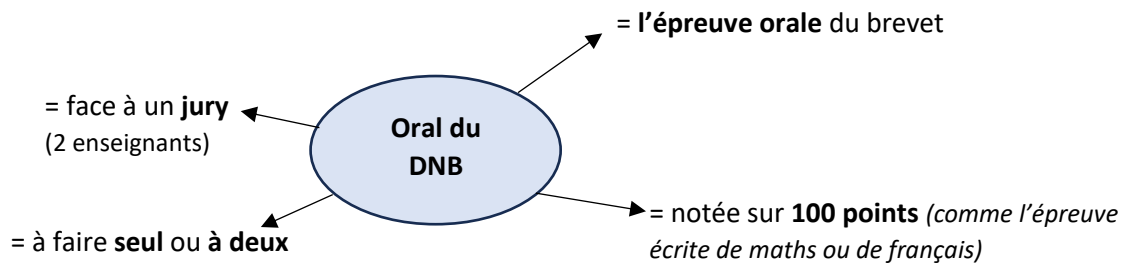 = l’épreuve orale du brevet
= face à un jury
(2 enseignants)
Oral du
DNB
= à faire seul ou à deux
= notée sur 100 points (comme l’épreuve
écrite de maths ou de français)